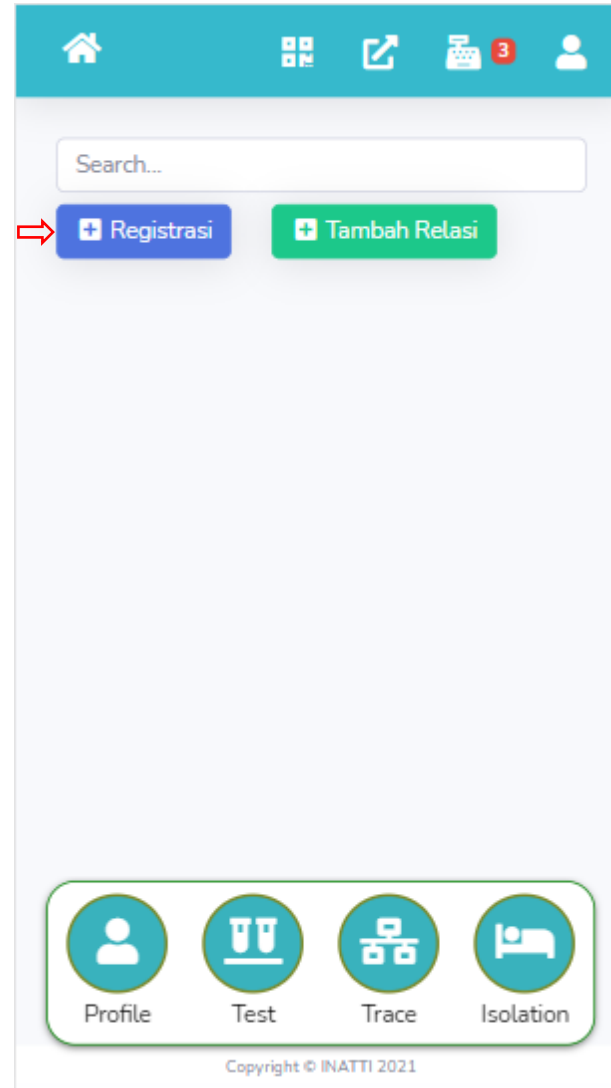 3
Search...
Registrasi
Tambah Relasi
Profile
Test
Trace
Isolation
Copyright © INATTI 2021